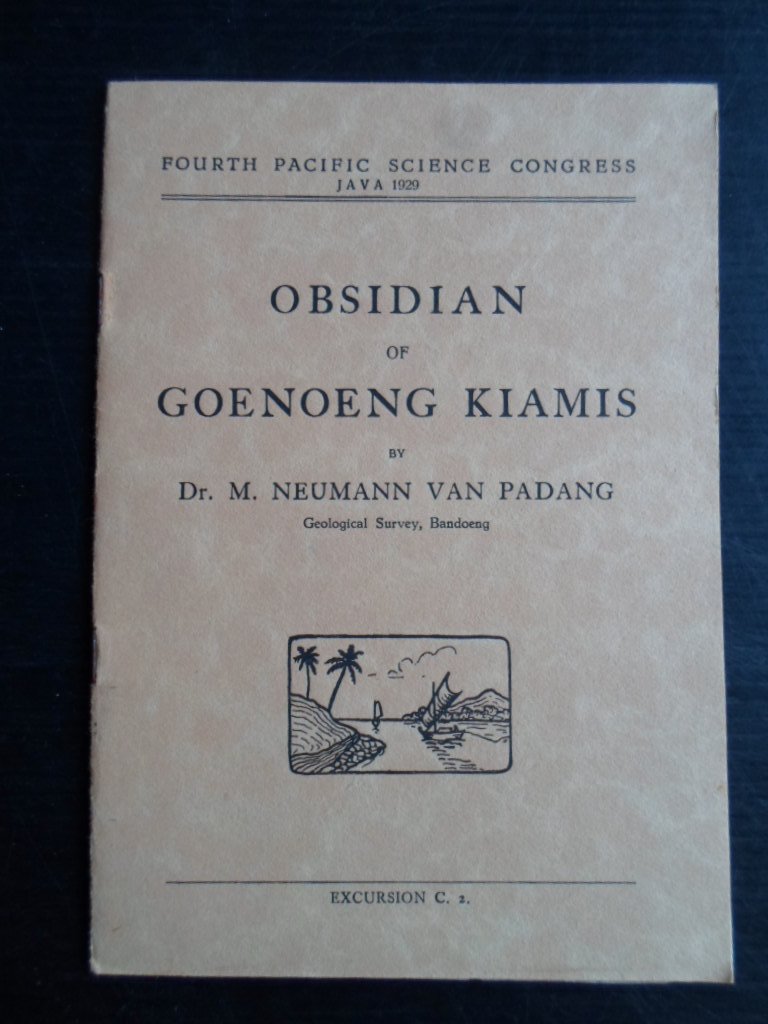 FOURTH PACIFIC SCIENCE CONGRESS
JAVA 1929
OBSIDIAN
OF
GOENOENG KIAMIS
BY
Dr. M. NEUMANN VAN PADANG
Geological Survey, Bandoeng
EXCURSION C. 2.